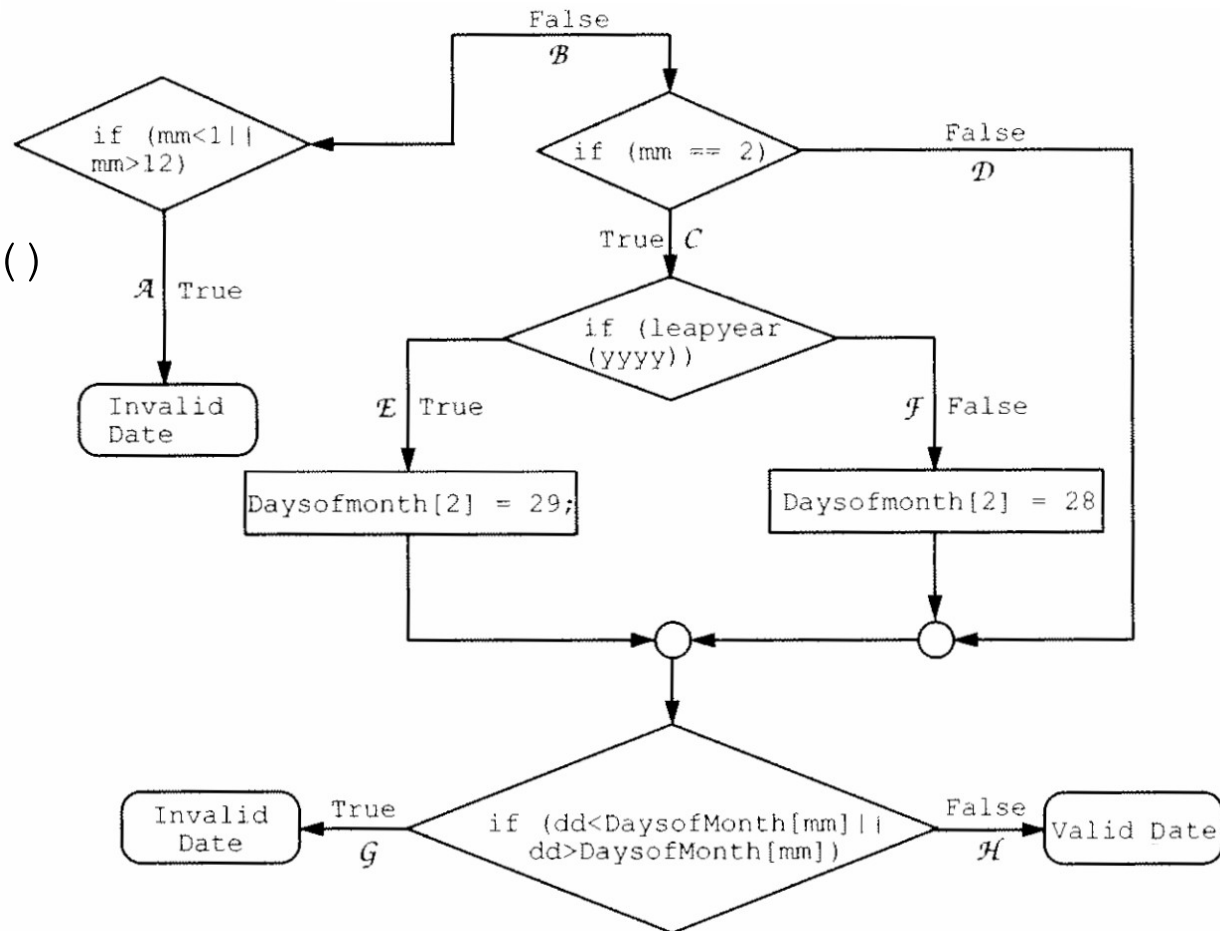 False
B
if (mm<1||
mm>12)
if (mm == 2)
False
D
()
True C
A True
if (leapyear
(yyyy))
Invalid
Date
E True
F False
Daysofmonth[2] = 29;
Daysofmonth[2] = 28
Invalid
Date
True
G
if (dd<DaysofMonth[mm]||
dd>DaysofMonth[mm])
False
H
Valid Date